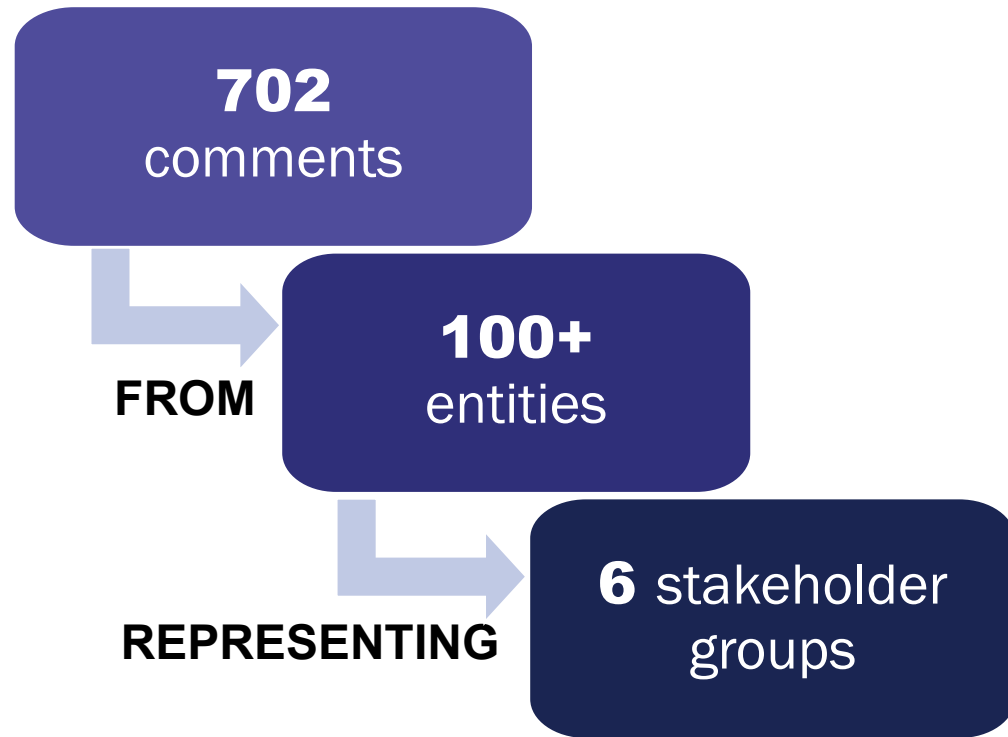 702
comments
FROM
100+
entities
REPRESENTING
6 stakeholder
groups